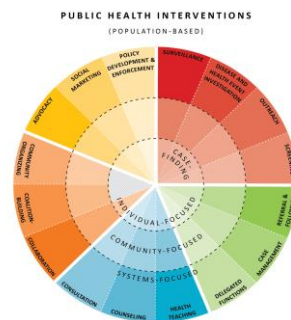 PUBLIC HEALTH INTERVENTIONS
(POPULATION-BASED)
SURVEILLANCE
DISEASE AND
HEALTH EVENT
INVESTIGATION
OUTREACH
REFERRAL &
CASE
MANAGEMENT
DELEGATED
FUNCTIONS
HEALTH
TEACHING
COUNSELING
CONSULTATION
COLLABORATION
COALITION-
BUILDING
COMMUNITY
ORGANIZING
ADVOCACY
SOCIAL
MARKETING
POLICY
DEVELOPMENT &
ENFORCEMENT
CASE-
FINDING
INDIVIDUAL-FOCUSED
COMMUNITY-FOCUSED
SYSTEMS-FOCUSED